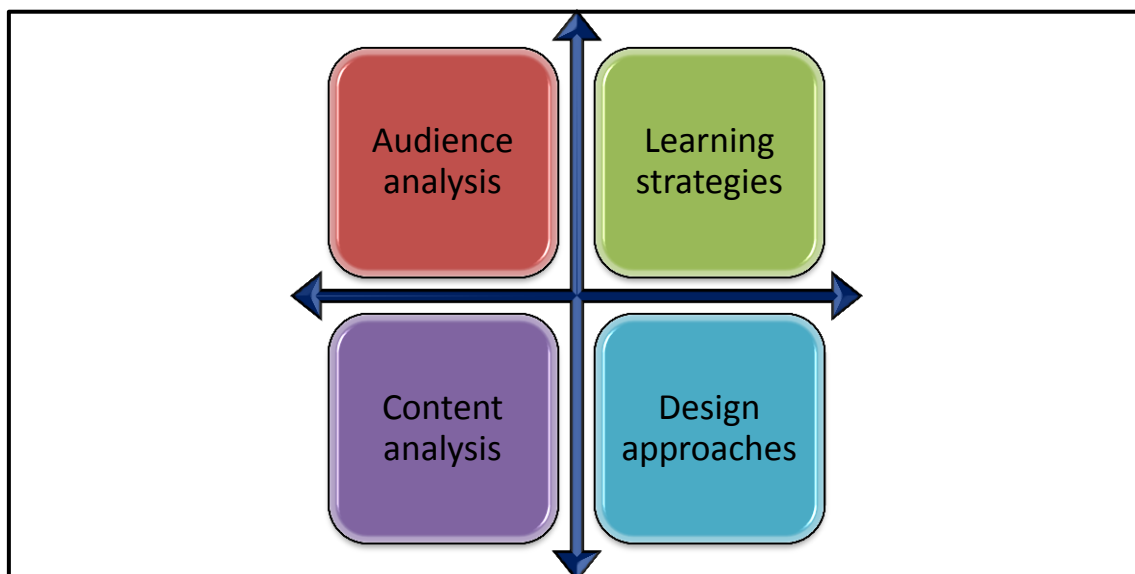 Audience
analysis
Learning
strategies
Content
analysis
Design
approaches